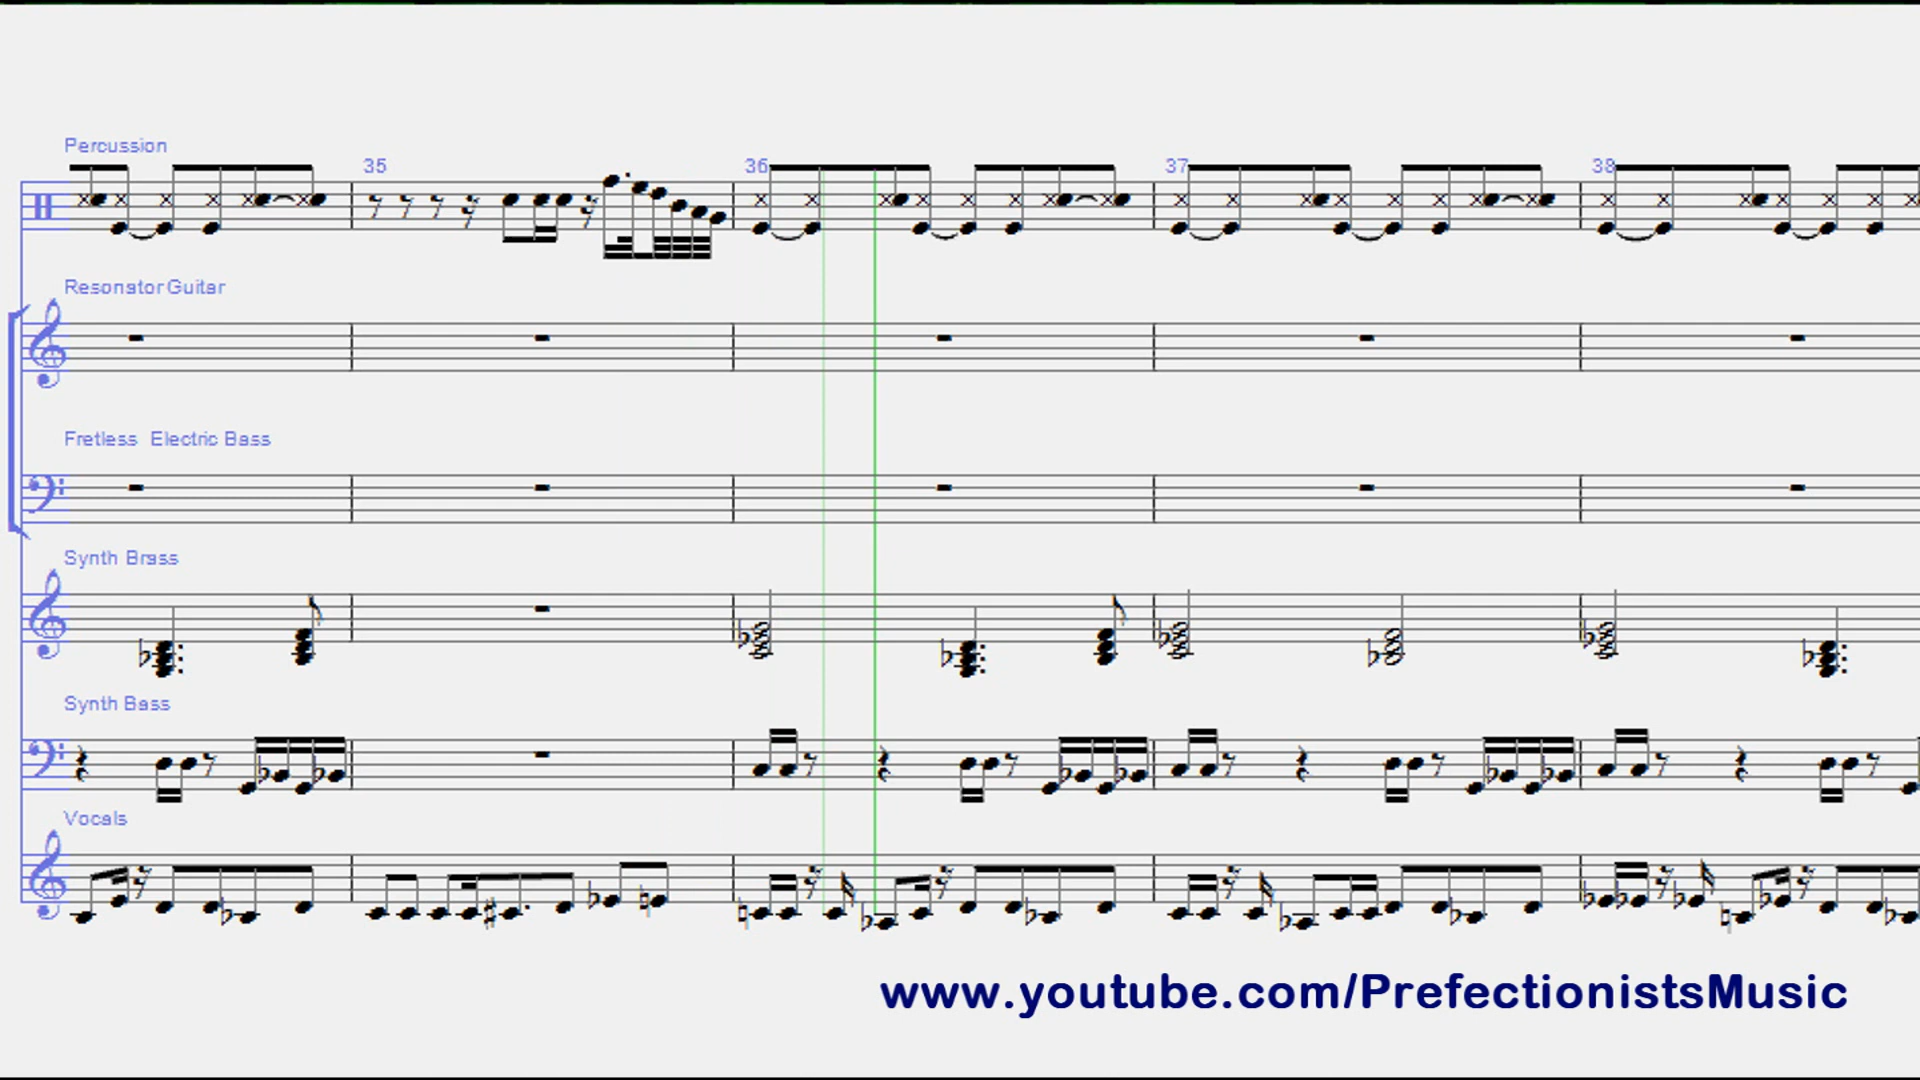 Percussion
35
36
37
38
Resonator Guitar
Fretless Electric Bass
Synth Brass
Synth Bass
Vocals
www.youtube.com/PrefectionistsMusic